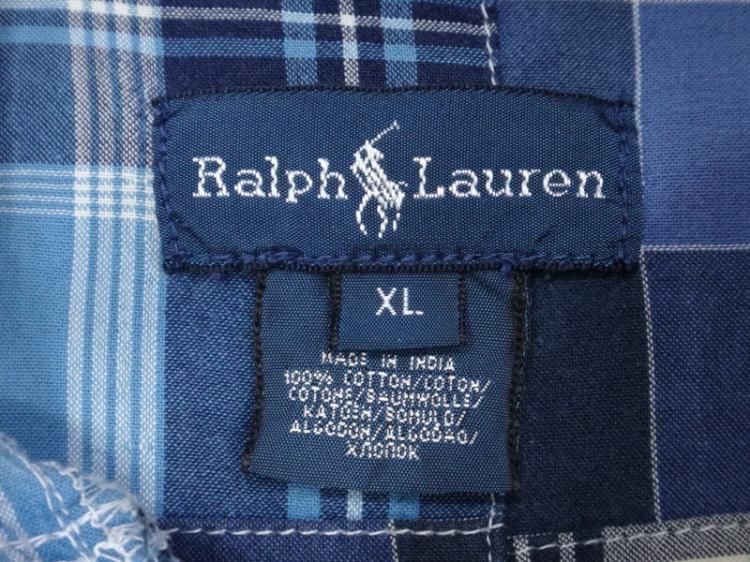 Ralph Lauren
XL
MADE IN INDIA
100% COTTON/COTON/
COTONE/BAUMWOLLE/
KATOEN/BOMULD/
ALGODON/ALGODAO/
ХЛОПОК